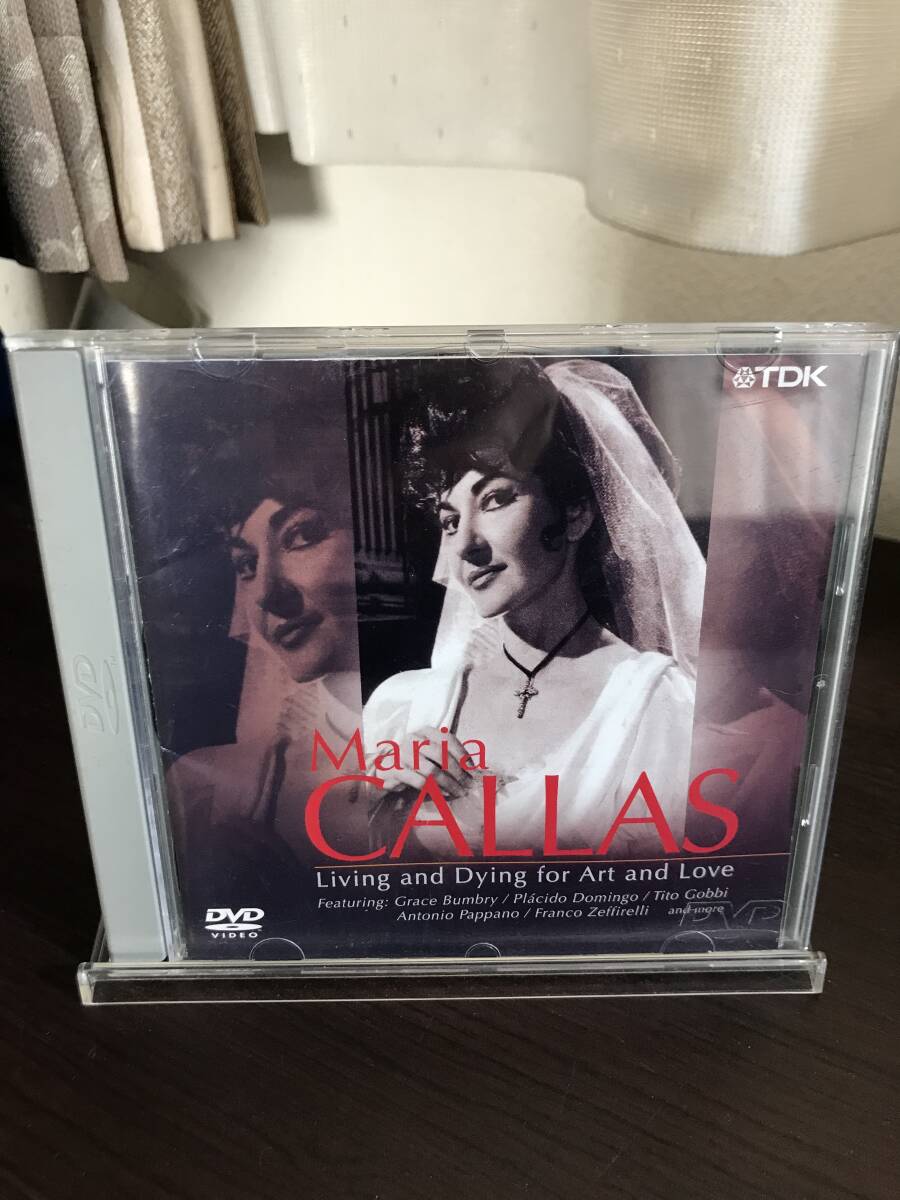 TDK
Maria
CALLAS
Living and Dying for Art and Love
Featuring: Grace Bumbry / Plácido Domingo / Tito Gobbi
Antonio Pappano / Franco Zeffirelli and more
DVD
VIDEO
DVD
DVD